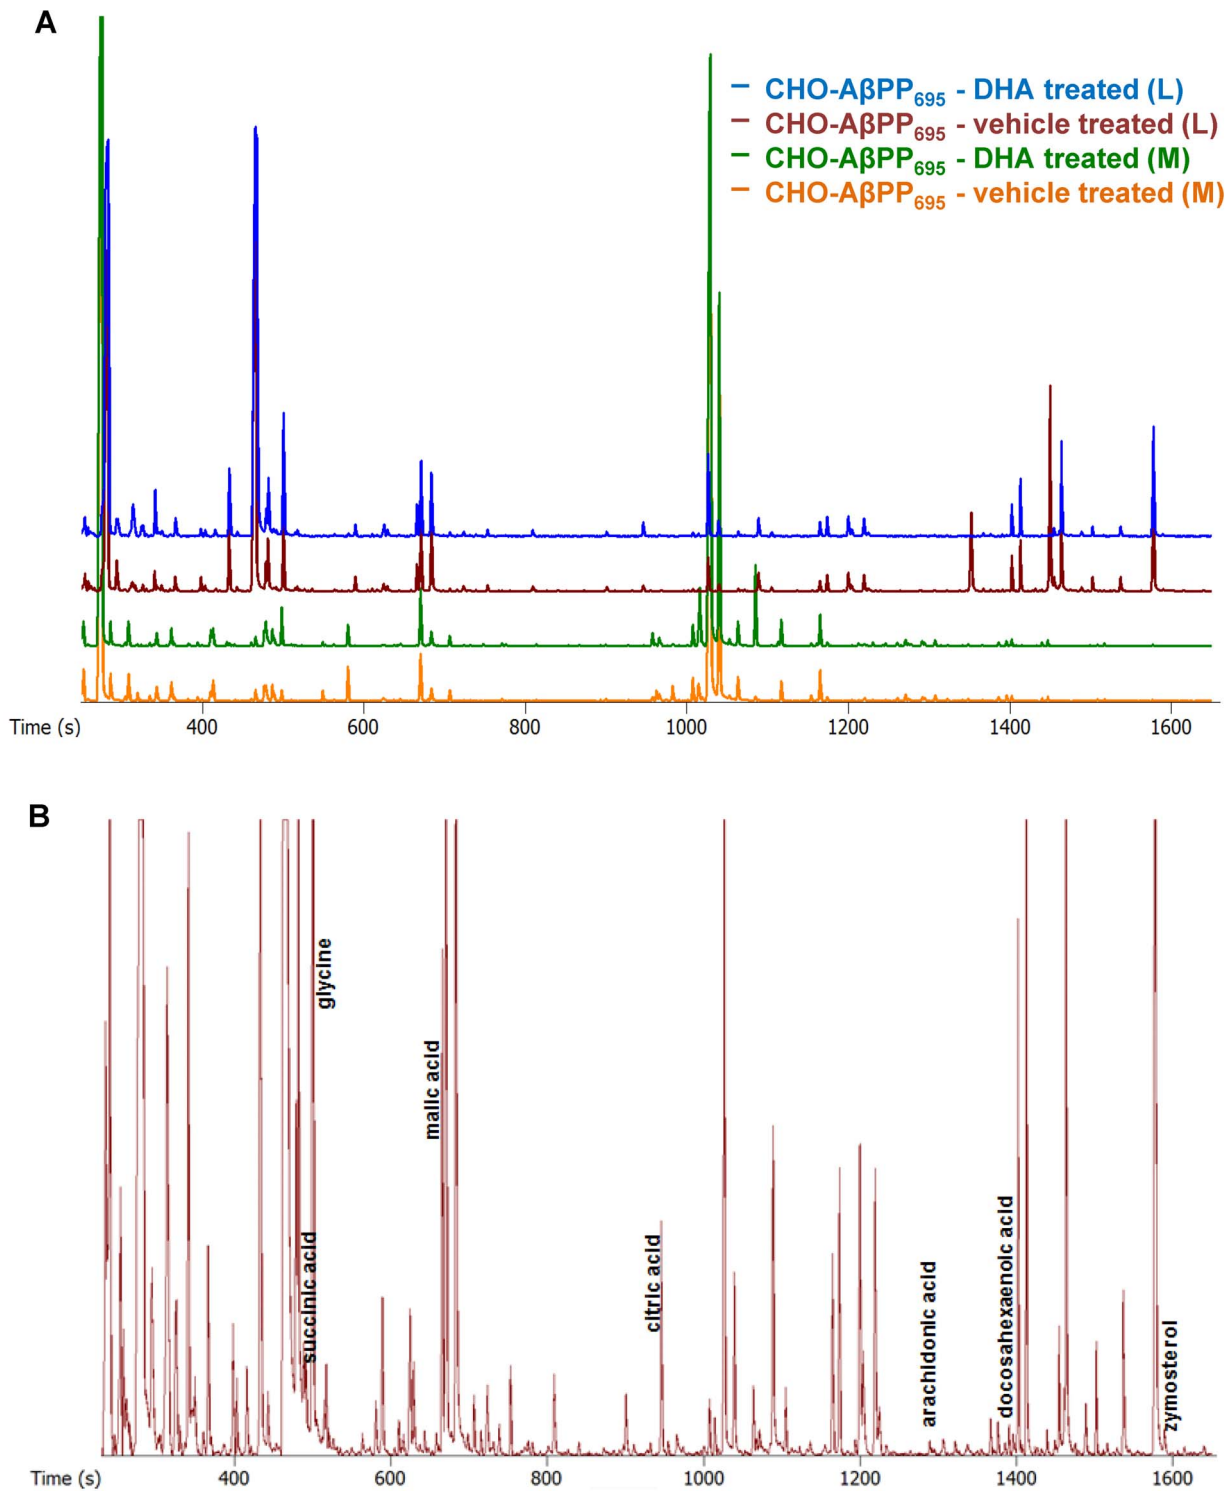 A
– CHO-AβPP695 - DHA treated (L)
– CHO-AβPP695 - vehicle treated (L)
– CHO-AβPP695 - DHA treated (M)
– CHO-AβPP695 - vehicle treated (M)
Time (s) 400 600 800 1000 1200 1400 1600
B
glycine
succinic acid
malic acid
citric acid
arachidonic acid
docosahexaenoic acid
zymosterol
Time (s) 400 600 800 1000 1200 1400 1600